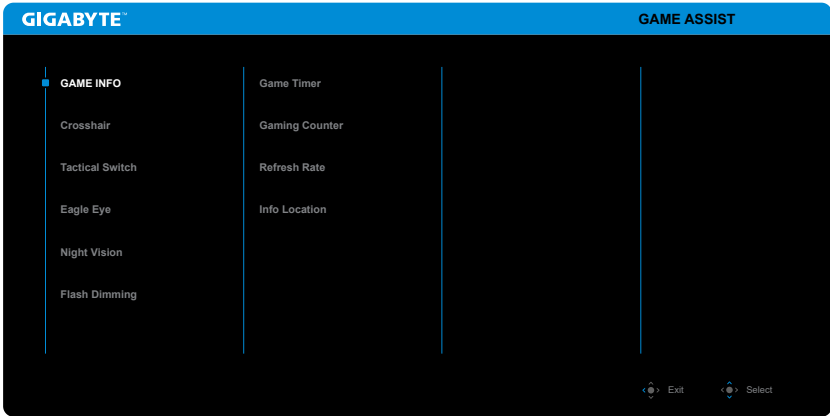 GIGABYTE™
GAME ASSIST
GAME INFO
Crosshair
Tactical Switch
Eagle Eye
Night Vision
Flash Dimming
Game Timer
Gaming Counter
Refresh Rate
Info Location
Exit
Select